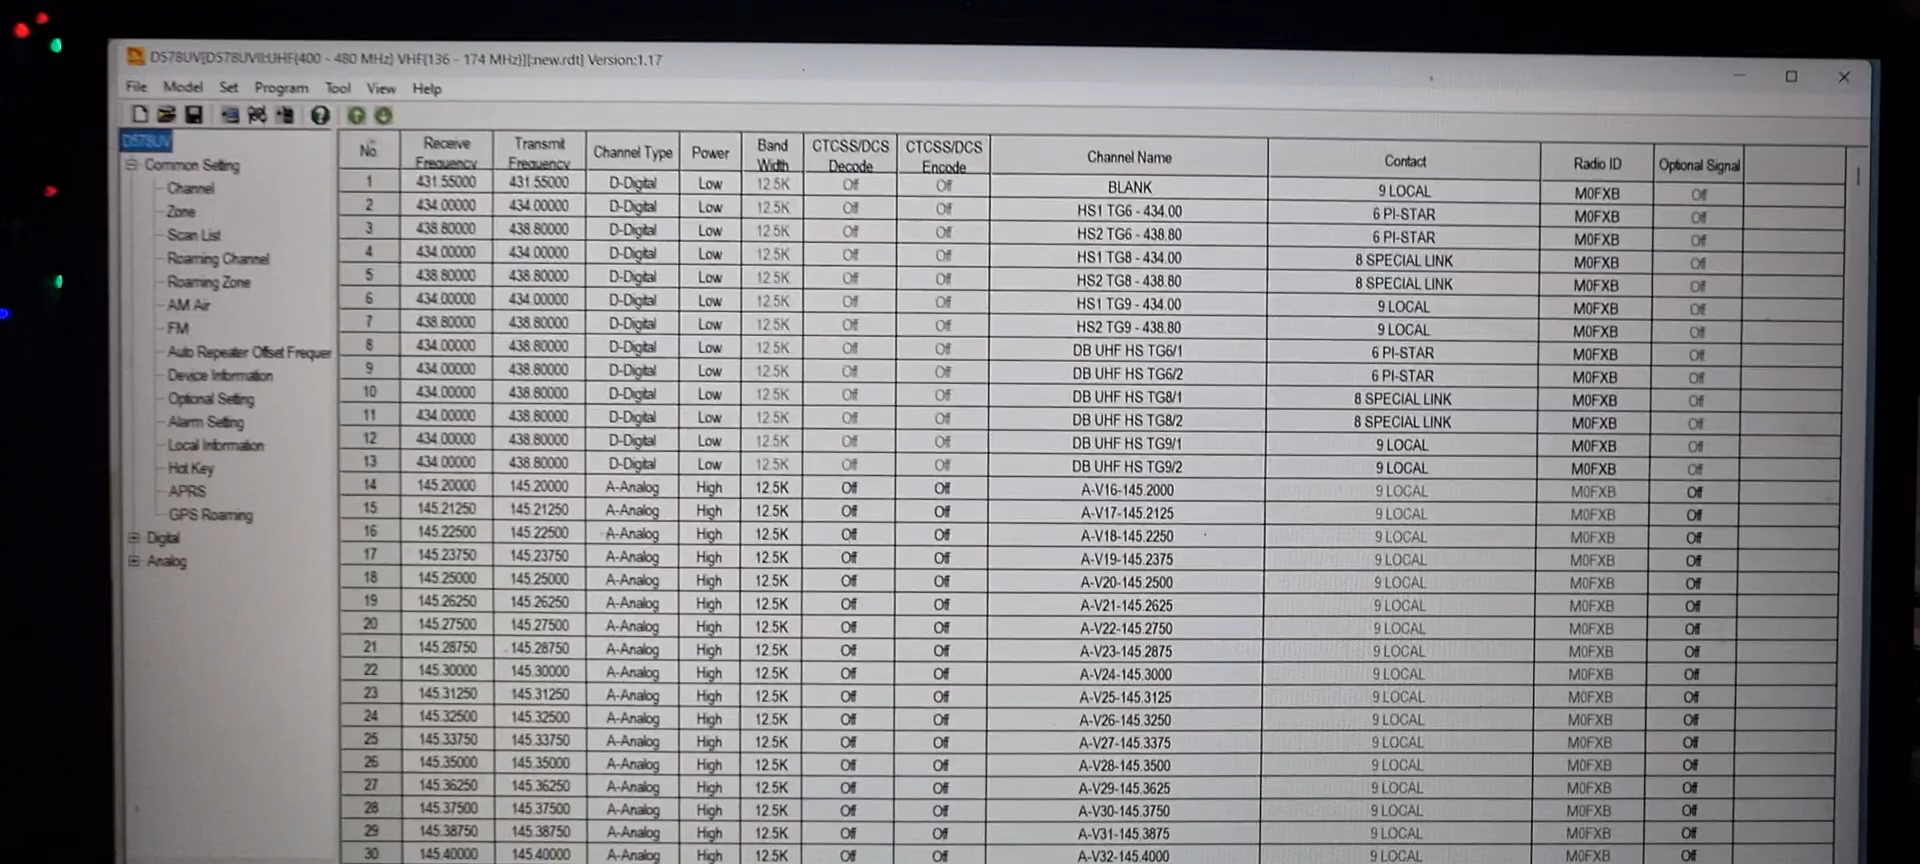 D578UV[D578UVII:UHF{400 - 480 MHz} VHF{136 - 174 MHz}][:new.rdt] Version:1.17
File Model Set Program Tool View Help
D578UV
Common Setting
Channel
Zone
Scan List
Roaming Channel
Roaming Zone
AM Air
FM
Auto Repeater Offset Frequer
Device Information
Optional Setting
Alarm Setting
Local Information
Hot Key
APRS
GPS Roaming
Digital
Analog
No. Receive Frequency Transmit Frequency Channel Type Power Band Width CTCSS/DCS Decode CTCSS/DCS Encode Channel Name Contact Radio ID Optional Signal
1 431.55000 431.55000 D-Digital Low 12.5K Off Off BLANK 9 LOCAL M0FXB Off
2 434.00000 434.00000 D-Digital Low 12.5K Off Off HS1 TG6 - 434.00 6 PI-STAR M0FXB Off
3 438.80000 438.80000 D-Digital Low 12.5K Off Off HS2 TG6 - 438.80 6 PI-STAR M0FXB Off
4 434.00000 434.00000 D-Digital Low 12.5K Off Off HS1 TG8 - 434.00 8 SPECIAL LINK M0FXB Off
5 438.80000 438.80000 D-Digital Low 12.5K Off Off HS2 TG8 - 438.80 8 SPECIAL LINK M0FXB Off
6 434.00000 434.00000 D-Digital Low 12.5K Off Off HS1 TG9 - 434.00 9 LOCAL M0FXB Off
7 438.80000 438.80000 D-Digital Low 12.5K Off Off HS2 TG9 - 438.80 9 LOCAL M0FXB Off
8 434.00000 438.80000 D-Digital Low 12.5K Off Off DB UHF HS TG6/1 6 PI-STAR M0FXB Off
9 434.00000 438.80000 D-Digital Low 12.5K Off Off DB UHF HS TG6/2 6 PI-STAR M0FXB Off
10 434.00000 438.80000 D-Digital Low 12.5K Off Off DB UHF HS TG8/1 8 SPECIAL LINK M0FXB Off
11 434.00000 438.80000 D-Digital Low 12.5K Off Off DB UHF HS TG8/2 8 SPECIAL LINK M0FXB Off
12 434.00000 438.80000 D-Digital Low 12.5K Off Off DB UHF HS TG9/1 9 LOCAL M0FXB Off
13 434.00000 438.80000 D-Digital Low 12.5K Off Off DB UHF HS TG9/2 9 LOCAL M0FXB Off
14 145.20000 145.20000 A-Analog High 12.5K Off Off A-V16-145.2000 9 LOCAL M0FXB Off
15 145.21250 145.21250 A-Analog High 12.5K Off Off A-V17-145.2125 9 LOCAL M0FXB Off
16 145.22500 145.22500 A-Analog High 12.5K Off Off A-V18-145.2250 9 LOCAL M0FXB Off
17 145.23750 145.23750 A-Analog High 12.5K Off Off A-V19-145.2375 9 LOCAL M0FXB Off
18 145.25000 145.25000 A-Analog High 12.5K Off Off A-V20-145.2500 9 LOCAL M0FXB Off
19 145.26250 145.26250 A-Analog High 12.5K Off Off A-V21-145.2625 9 LOCAL M0FXB Off
20 145.27500 145.27500 A-Analog High 12.5K Off Off A-V22-145.2750 9 LOCAL M0FXB Off
21 145.28750 145.28750 A-Analog High 12.5K Off Off A-V23-145.2875 9 LOCAL M0FXB Off
22 145.30000 145.30000 A-Analog High 12.5K Off Off A-V24-145.3000 9 LOCAL M0FXB Off
23 145.31250 145.31250 A-Analog High 12.5K Off Off A-V25-145.3125 9 LOCAL M0FXB Off
24 145.32500 145.32500 A-Analog High 12.5K Off Off A-V26-145.3250 9 LOCAL M0FXB Off
25 145.33750 145.33750 A-Analog High 12.5K Off Off A-V27-145.3375 9 LOCAL M0FXB Off
26 145.35000 145.35000 A-Analog High 12.5K Off Off A-V28-145.3500 9 LOCAL M0FXB Off
27 145.36250 145.36250 A-Analog High 12.5K Off Off A-V29-145.3625 9 LOCAL M0FXB Off
28 145.37500 145.37500 A-Analog High 12.5K Off Off A-V30-145.3750 9 LOCAL M0FXB Off
29 145.38750 145.38750 A-Analog High 12.5K Off Off A-V31-145.3875 9 LOCAL M0FXB Off
30 145.40000 145.40000 A-Analog High 12.5K Off Off A-V32-145.4000 9 LOCAL M0FXB Off